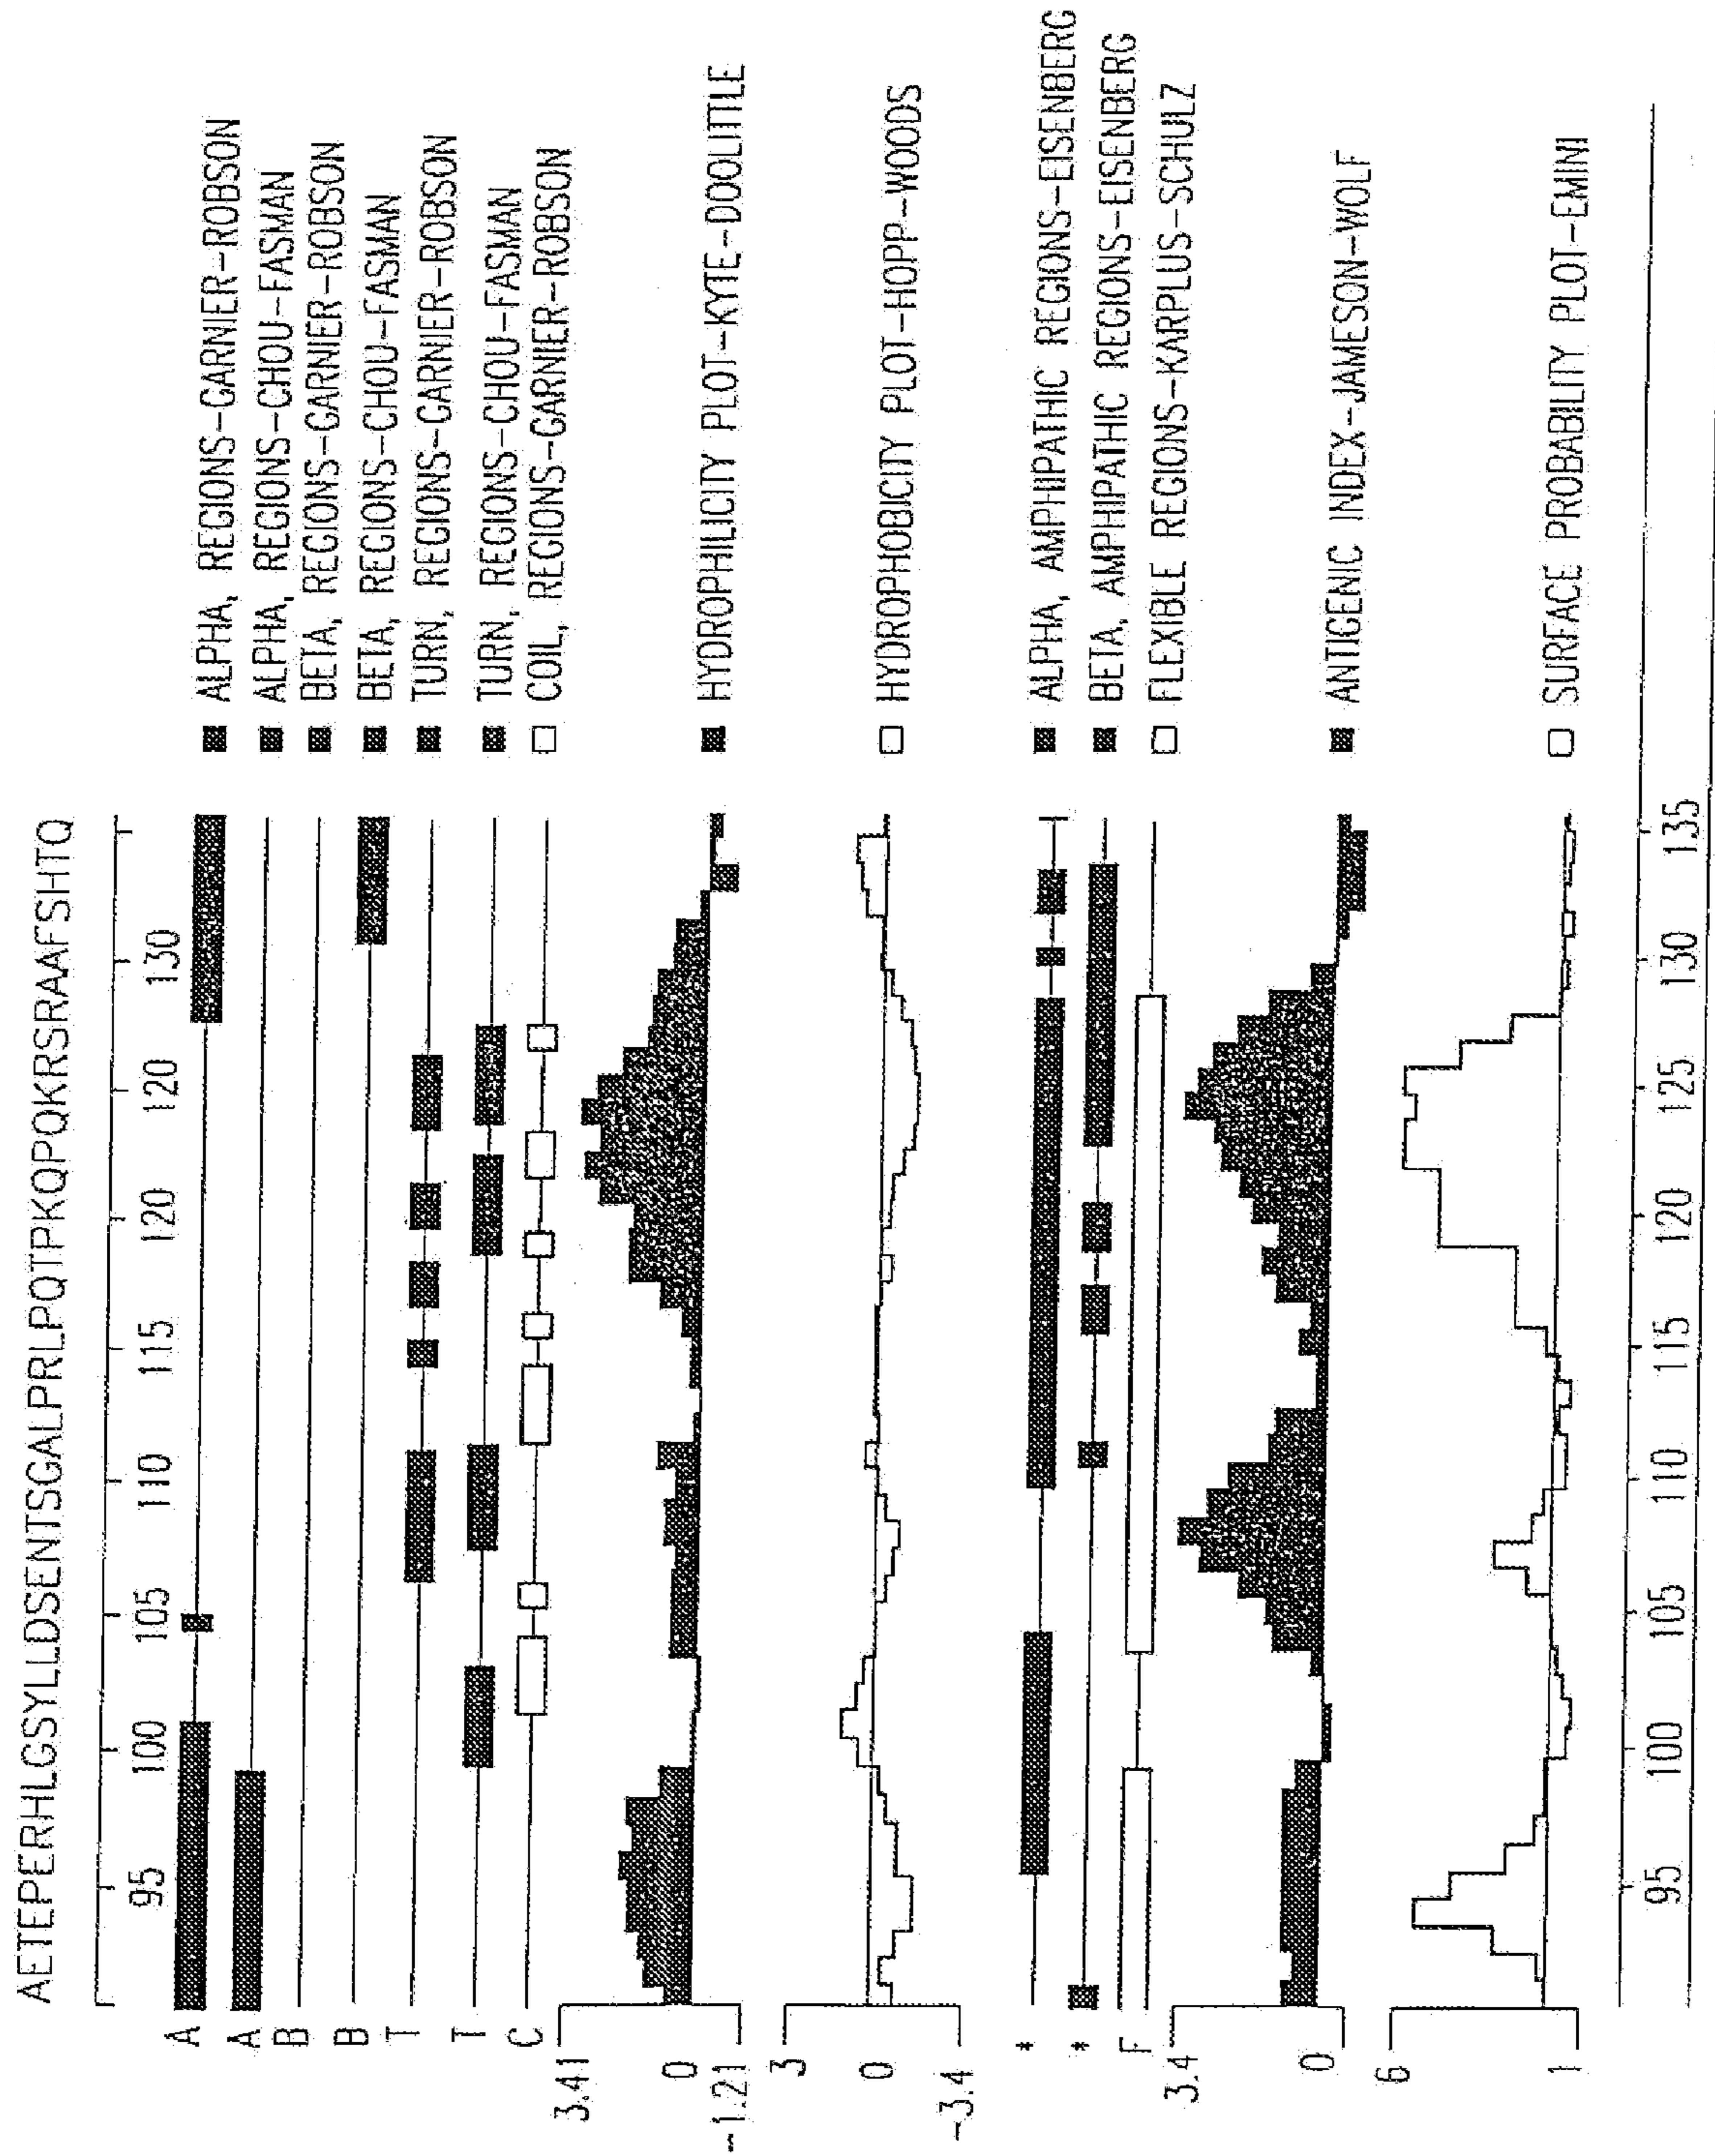 AETEPERHLGSYLLDSENTSGALPRLPQTPKQPQKRSRAAFSHTQ
95 100 105 110 115 120 120 130
A ALPHA, REGIONS-GARNIER-ROBSON
A ALPHA, REGIONS-CHOU-FASMAN
B BETA, REGIONS-GARNIER-ROBSON
B BETA, REGIONS-CHOU-FASMAN
T TURN, REGIONS-GARNIER-ROBSON
T TURN, REGIONS-CHOU-FASMAN
C COIL, REGIONS-GARNIER-ROBSON
3.41
0
-1.21
HYDROPHILICITY PLOT-KYTE-DOOLITTLE
3
0
-3.4
HYDROPHOBICITY PLOT-HOPP-WOODS
* ALPHA, AMPHIPATHIC REGIONS-EISENBERG
* BETA, AMPHIPATHIC REGIONS-EISENBERG
F FLEXIBLE REGIONS-KARPLUS-SCHULZ
3.4
0
ANTIGENIC INDEX-JAMESON-WOLF
6
1
SURFACE PROBABILITY PLOT-EMINI
95 100 105 110 115 120 125 130 135